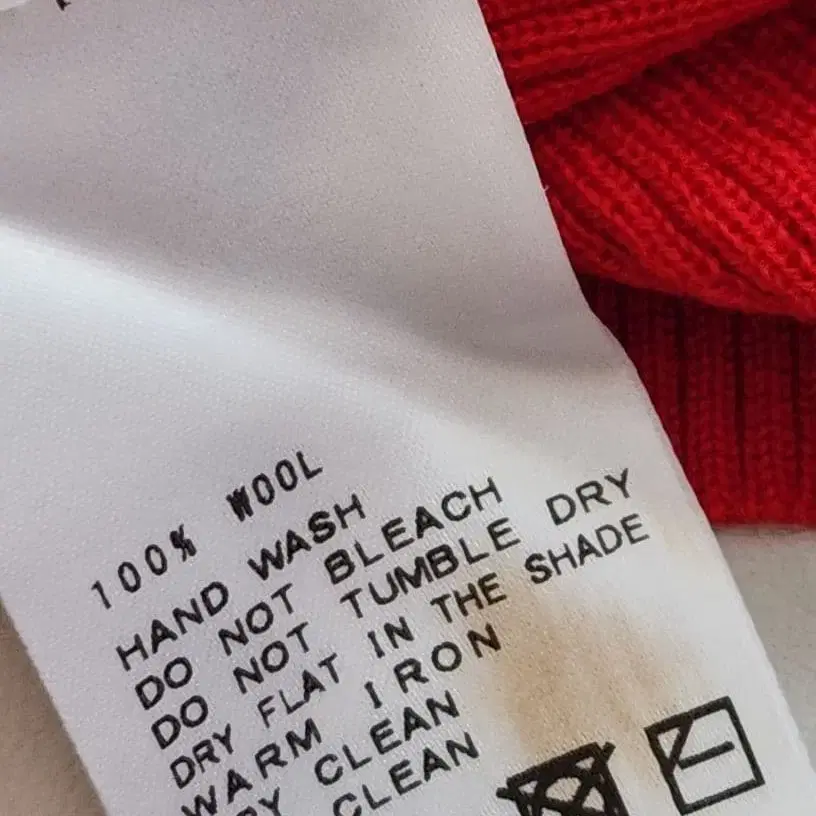 100% WOOL
HAND WASH
DO NOT BLEACH
DO NOT TUMBLE DRY
DRY FLAT IN THE SHADE
WARM IRON
CLEAN
CLEAN